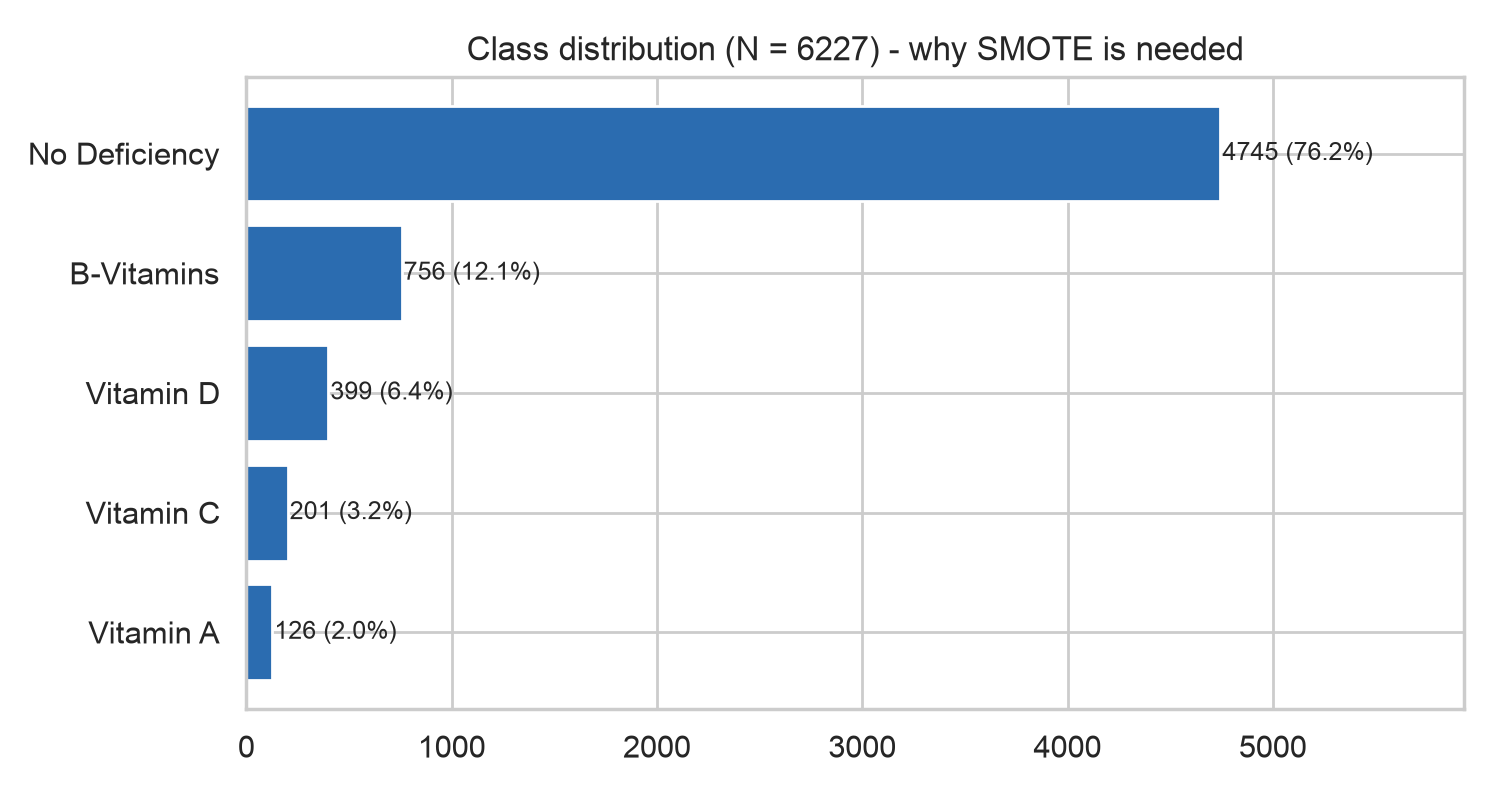 Class distribution (N = 6227) - why SMOTE is needed
No Deficiency 4745 (76.2%)
B-Vitamins 756 (12.1%)
Vitamin D 399 (6.4%)
Vitamin C 201 (3.2%)
Vitamin A 126 (2.0%)
0 1000 2000 3000 4000 5000